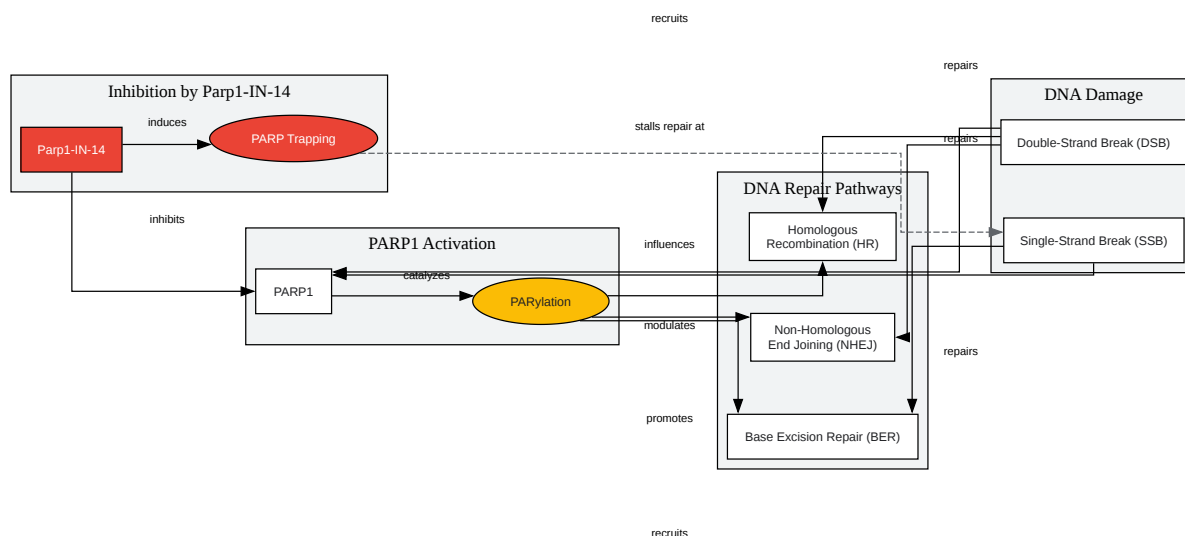 recruits
repairs
Inhibition by Parp1-IN-14
DNA Damage
induces
stalls repair at
PARP Trapping
repairs
Parp1-IN-14
Double-Strand Break (DSB)
DNA Repair Pathways
inhibits
Homologous
Recombination (HR)
PARP1 Activation
influences
Single-Strand Break (SSB)
catalyzes
PARP1
PARylation
modulates
Non-Homologous
End Joining (NHEJ)
repairs
promotes
Base Excision Repair (BER)
recruits